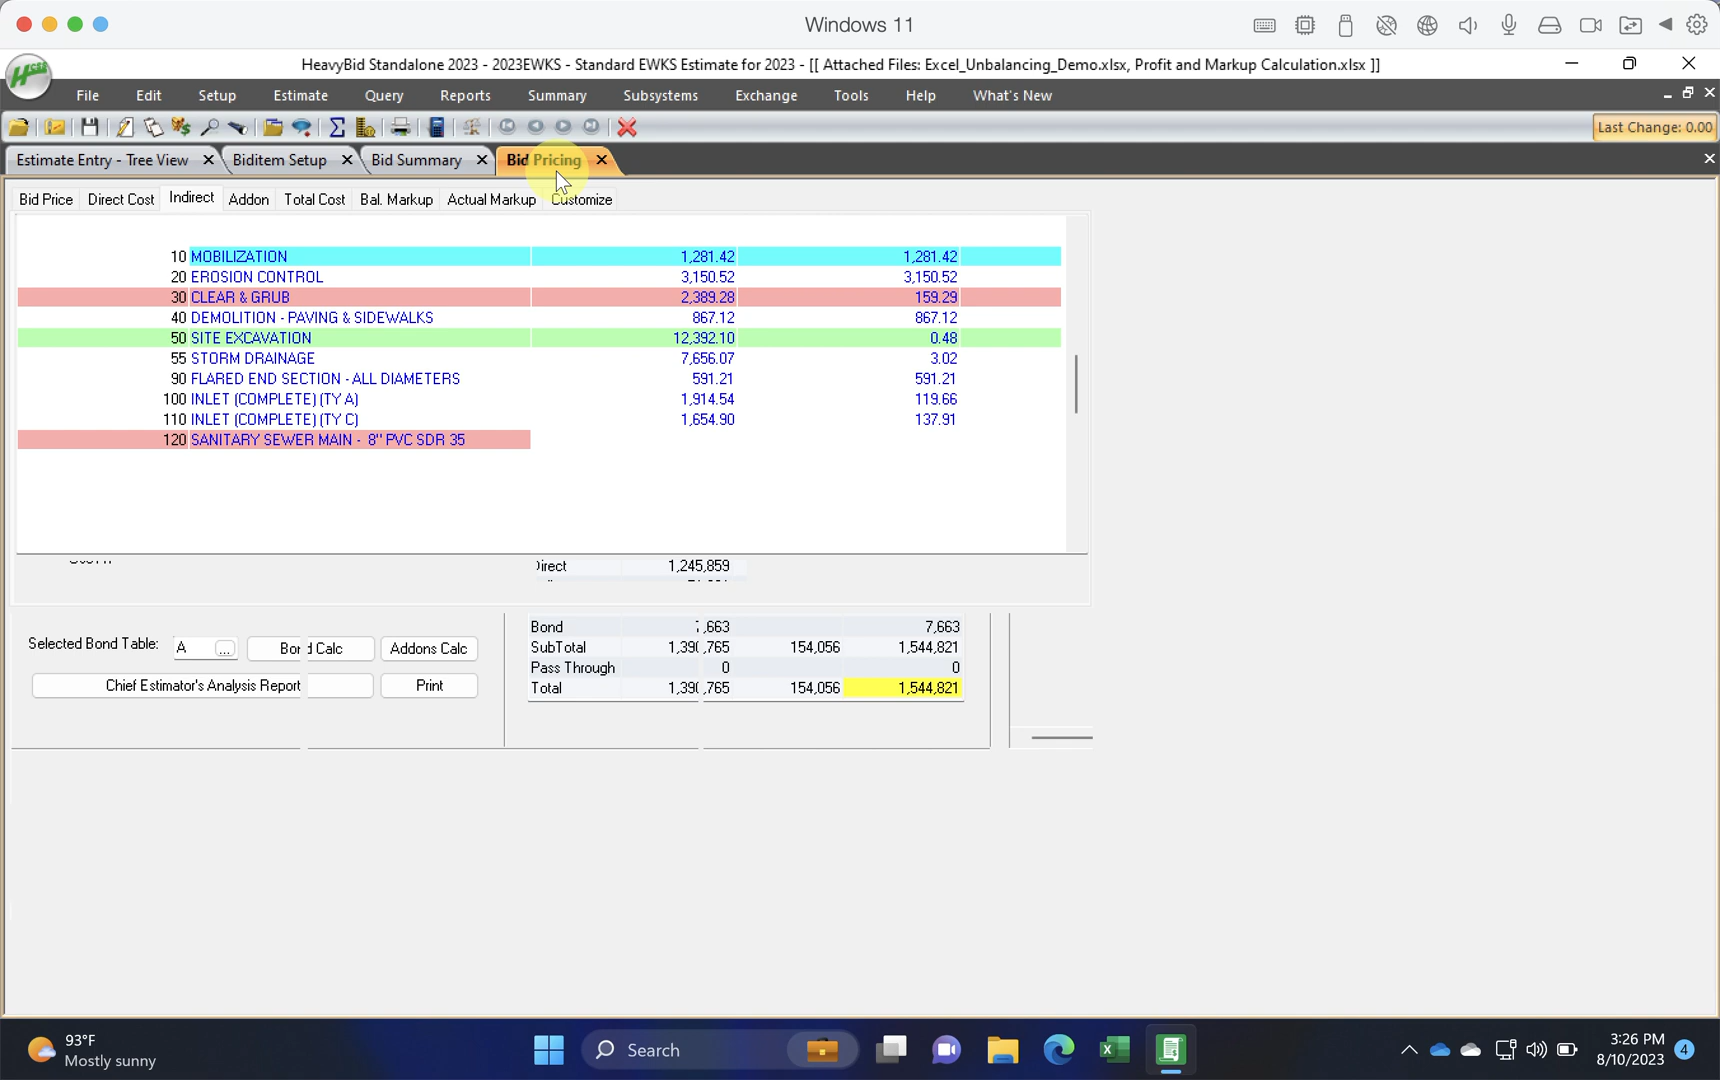 Windows 11
HCSS
HeavyBid Standalone 2023 - 2023EWKS - Standard EWKS Estimate for 2023 - [[ Attached Files: Excel_Unbalancing_Demo.xlsx, Profit and Markup Calculation.xlsx ]]
File Edit Setup Estimate Query Reports Summary Subsystems Exchange Tools Help What's New
Last Change: 0.00
Estimate Entry - Tree View Biditem Setup Bid Summary Bid Pricing
Bid Price Direct Cost Indirect Addon Total Cost Bal. Markup Actual Markup Customize
10 MOBILIZATION 1,281.42 1,281.42
20 EROSION CONTROL 3,150.52 3,150.52
30 CLEAR & GRUB 2,389.28 159.29
40 DEMOLITION - PAVING & SIDEWALKS 867.12 867.12
50 SITE EXCAVATION 12,392.10 0.48
55 STORM DRAINAGE 7,656.07 3.02
90 FLARED END SECTION - ALL DIAMETERS 591.21 591.21
100 INLET (COMPLETE) (TY A) 1,914.54 119.66
110 INLET (COMPLETE) (TY C) 1,654.90 137.91
120 SANITARY SEWER MAIN - 8" PVC SDR 35
1,245,859
Bond 7,663
Selected Bond Table: A ... Bond Calc Addons Calc
SubTotal 154,056 1,544,821
Pass Through 0 0
Chief Estimator's Analysis Report Print
Total 154,056 1,544,821
93°F
Mostly sunny
Search
3:26 PM
8/10/2023
4